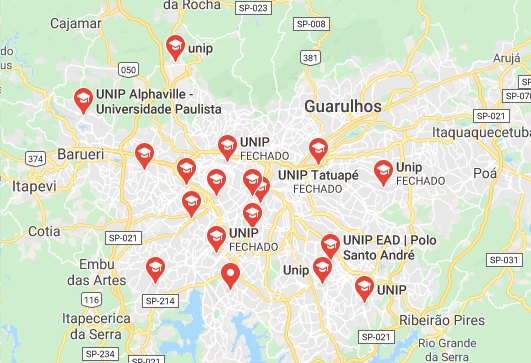 da Rocha
SP-023
Cajamar
SP-008
unip
381
Arujá
050
UNIP Alphaville -
Universidade Paulista
SP-070
Guarulhos
SP-021
Itaquaquecetuba
UNIP
FECHADO
374
Barueri
UNIP Tatuapé
FECHADO
Unip
FECHADO
Poá
Itapevi
Cotia
SP-021
UNIP
FECHADO
UNIP EAD | Polo
Santo André
SP-031
Embu
das Artes
Unip
UNIP
116
SP-214
Itapecerica
da Serra
Ribeirão Pires
SP-021
Rio Grande
da Serra
SP-234
SP-021